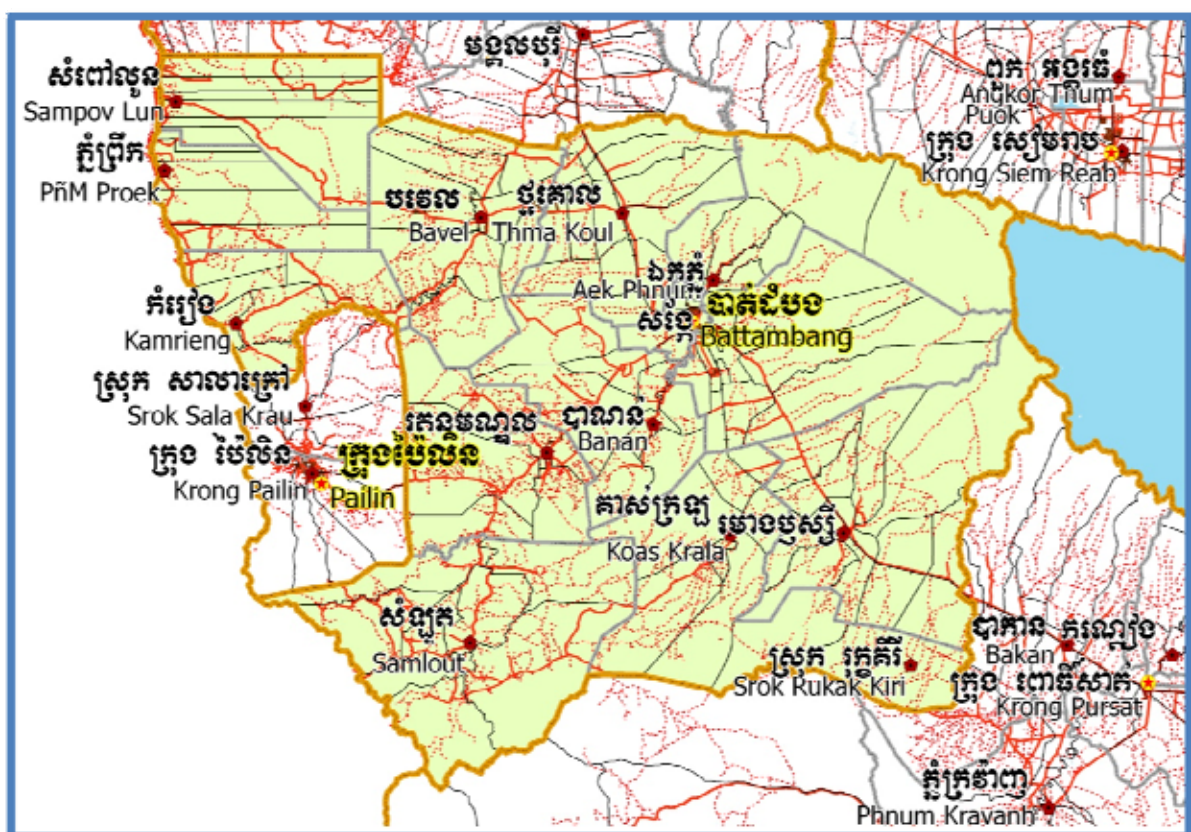 មង្គលបុរី
សំពៅលូន
Sampov Lun
ភ្នំព្រឹក
PñM Proek
ពួក អង្គរធំ
Angkor Thum
Puok
ក្រុង សៀមរាប
Krong Siem Reab
បវេល
Bavel
ថ្មគោល
Thma Koul
ឯកភ្នំ
Aek Phnum
បាត់ដំបង
Battambang
សង្កែ
កំរៀង
Kamrieng
ស្រុក សាលាក្រៅ
Srok Sala Krau
ក្រុង ប៉ៃលិន
Krong Pailin
ក្រុងប៉ៃលិន
Pailin
រតនមណ្ឌល
បាណន់
Banan
គាស់ក្រឡ
Koas Krala
មោងឫស្សី
សំឡូត
Samlout
ស្រុក រុក្ខគិរី
Srok Rukak Kiri
បាកាន
Bakan
កណ្ដៀង
ក្រុង ពោធិ៍សាត់
Krong Pursat
ភ្នំក្រវ៉ាញ
Phnum Kravanh